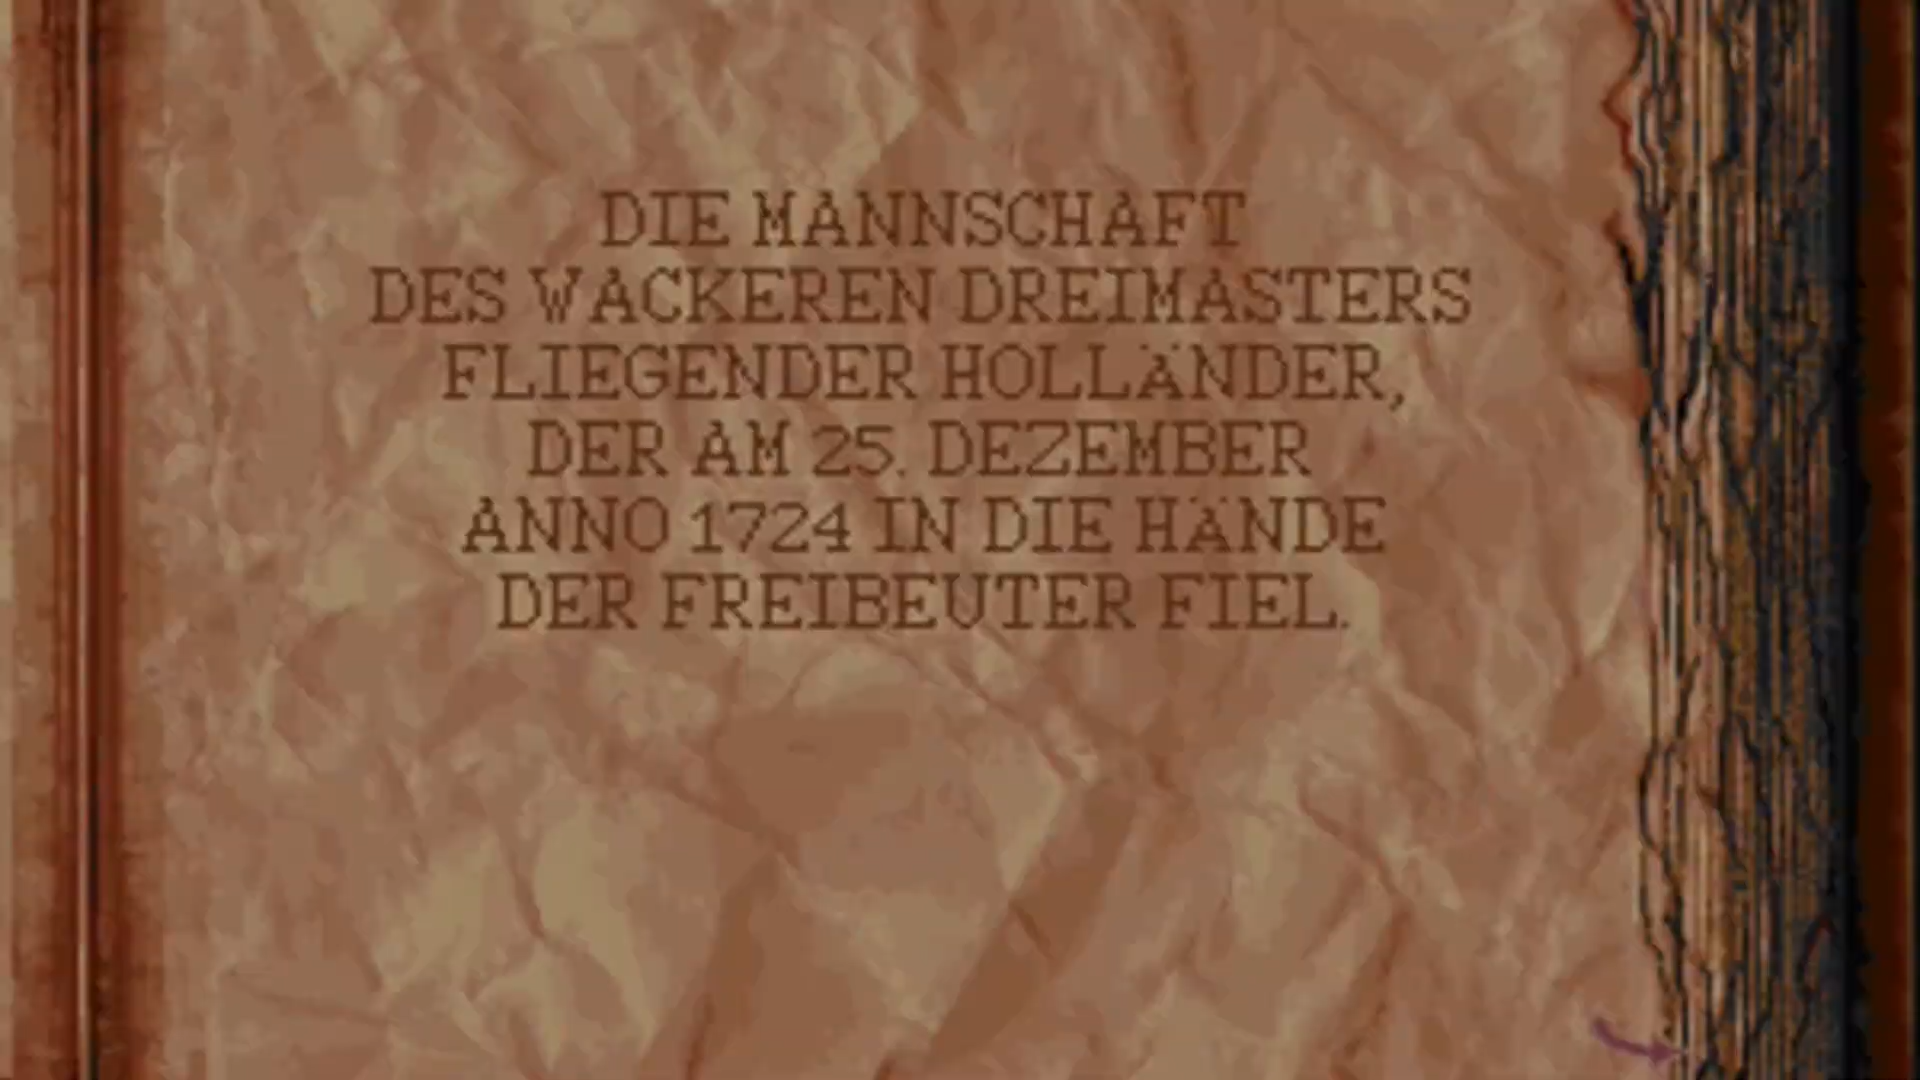 DIE MANNSCHAFT
DES WACKEREN DREIMASTERS
FLIEGENDER HOLLÄNDER,
DER AM 25. DEZEMBER
ANNO 1724 IN DIE HÄNDE
DER FREIBEUTER FIEL.